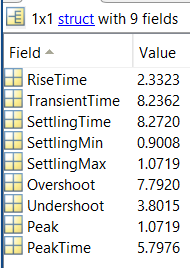 1x1 struct with 9 fields
Field Value
RiseTime 2.3323
TransientTime 8.2362
SettlingTime 8.2720
SettlingMin 0.9008
SettlingMax 1.0719
Overshoot 7.7920
Undershoot 3.8015
Peak 1.0719
PeakTime 5.7976